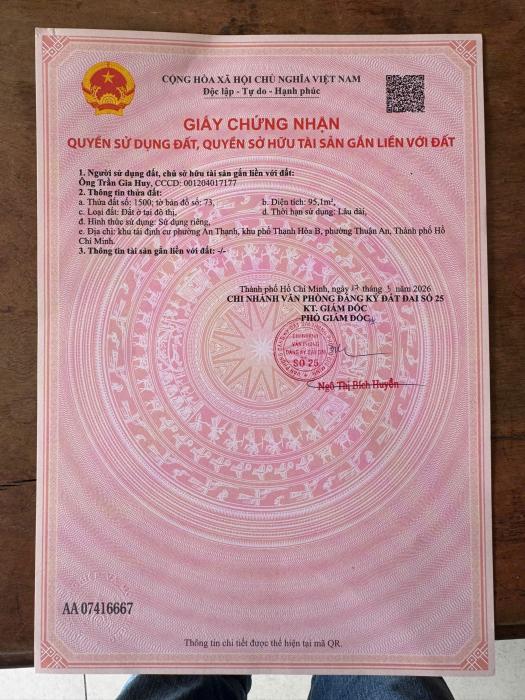 CỘNG HÒA XÃ HỘI CHỦ NGHĨA VIỆT NAM
Độc lập - Tự do - Hạnh phúc
GIẤY CHỨNG NHẬN
QUYỀN SỬ DỤNG ĐẤT, QUYỀN SỞ HỮU TÀI SẢN GẮN LIỀN VỚI ĐẤT
1. Người sử dụng đất, chủ sở hữu tài sản gắn liền với đất:
Ông Trần Gia Huy, CCCD: 001204017177
2. Thông tin thửa đất:
a. Thửa đất số: 1500; tờ bản đồ số: 73, b. Diện tích: 95,1m²,
c. Loại đất: Đất ở tại đô thị, d. Thời hạn sử dụng: Lâu dài,
đ. Hình thức sử dụng: Sử dụng riêng,
e. Địa chỉ: khu tái định cư phường An Thạnh, khu phố Thạnh Hòa B, phường Thuận An, Thành phố Hồ
Chí Minh.
3. Thông tin tài sản gắn liền với đất: -/-
Thành phố Hồ Chí Minh, ngày 17 tháng 3 năm 2026
CHI NHÁNH VĂN PHÒNG ĐĂNG KÝ ĐẤT ĐAI SỐ 25
KT. GIÁM ĐỐC
PHÓ GIÁM ĐỐC
CHI NHÁNH
VĂN PHÒNG
ĐĂNG KÝ ĐẤT ĐAI
SỐ 25
Ngô Thị Bích Huyền
AA 07416667
Thông tin chi tiết được thể hiện tại mã QR.